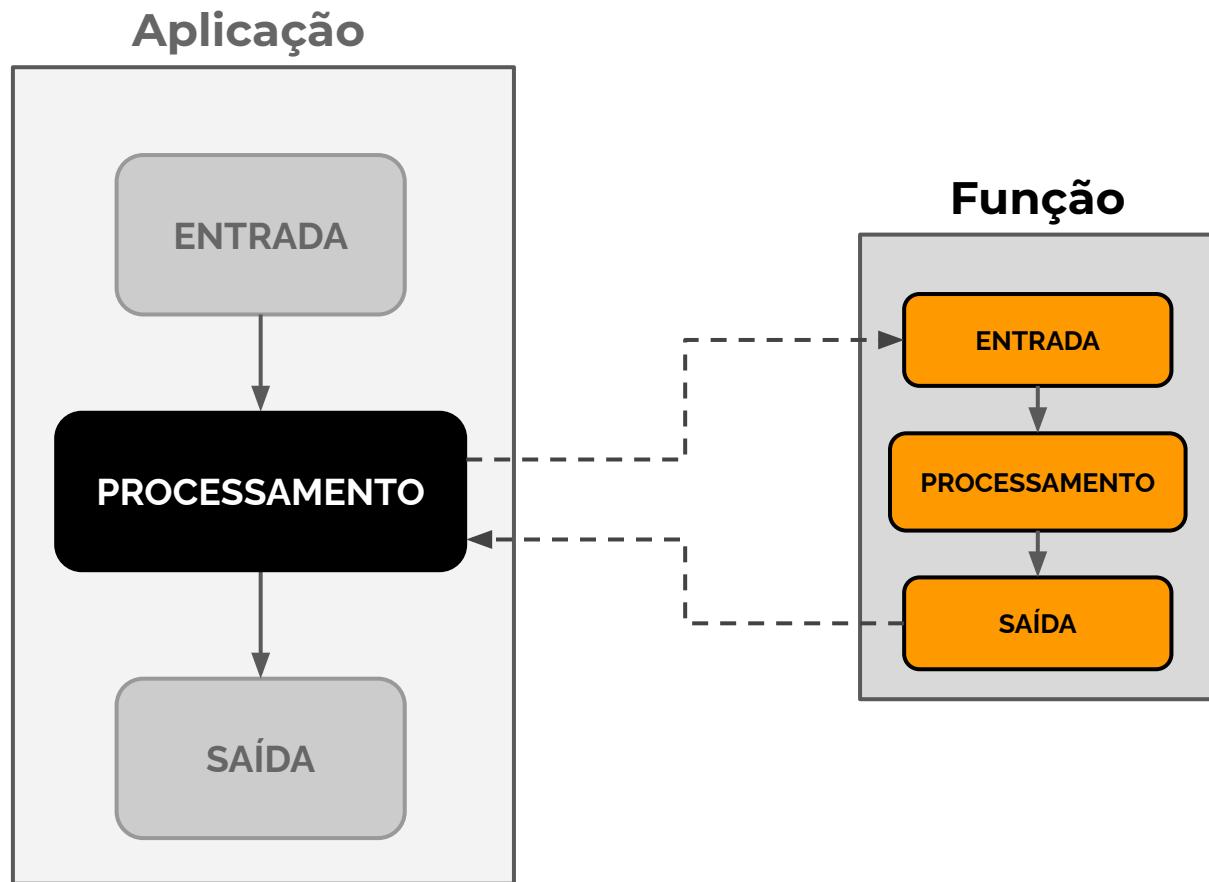 Aplicação
ENTRADA
PROCESSAMENTO
SAÍDA
Função
ENTRADA
PROCESSAMENTO
SAÍDA